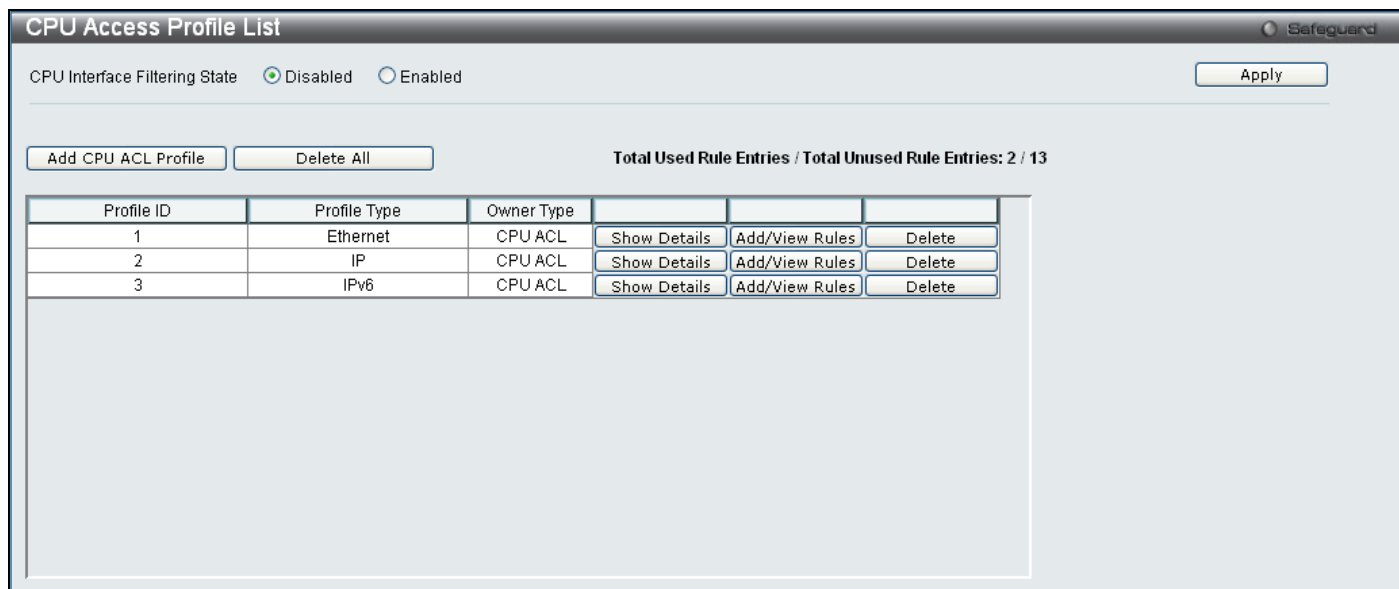 CPU Access Profile List
Safeguard
CPU Interface Filtering State Disabled Enabled Apply
Add CPU ACL Profile Delete All Total Used Rule Entries / Total Unused Rule Entries: 2 / 13
Profile ID Profile Type Owner Type
1 Ethernet CPU ACL Show Details Add/View Rules Delete
2 IP CPU ACL Show Details Add/View Rules Delete
3 IPv6 CPU ACL Show Details Add/View Rules Delete